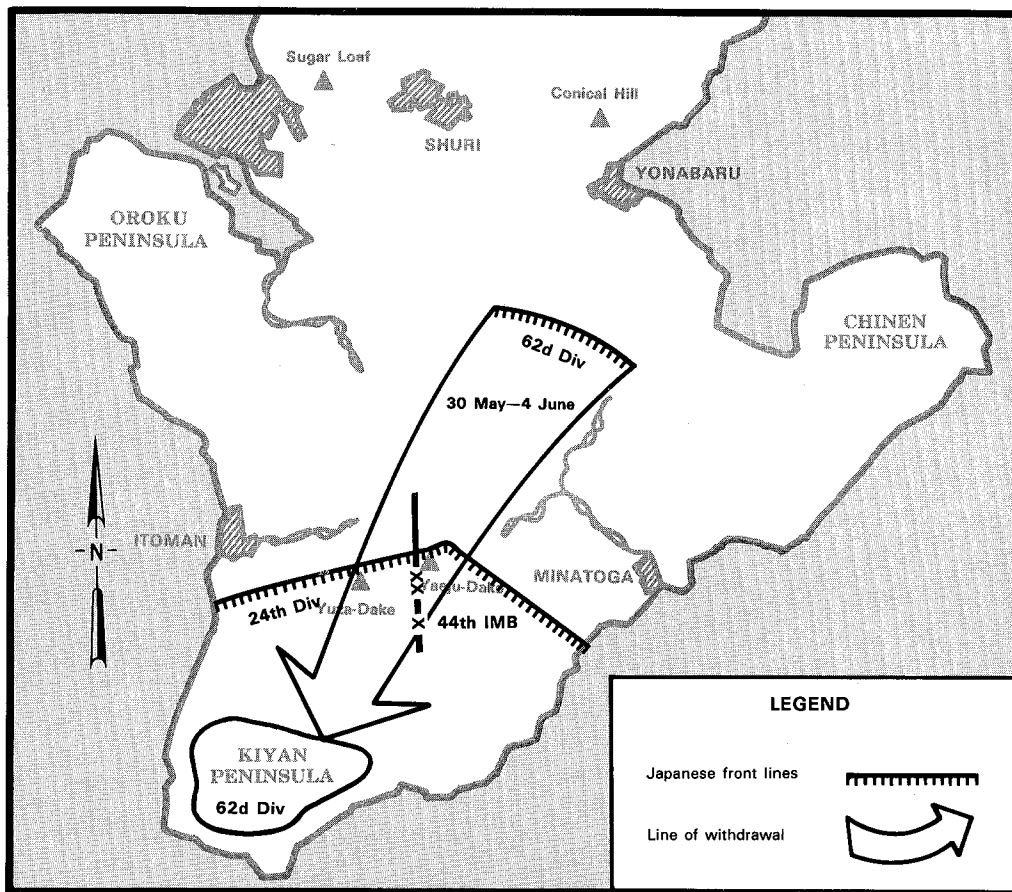 Sugar Loaf
Conical Hill
SHURI
YONABARU
OROKU
PENINSULA
CHINEN
PENINSULA
62d Div
30 May—4 June
-N-
ITOMAN
MINATOGA
24th Div
Yuza-Dake
Yaeju-Dake
44th IMB
KIYAN
PENINSULA
62d Div
LEGEND
Japanese front lines
Line of withdrawal